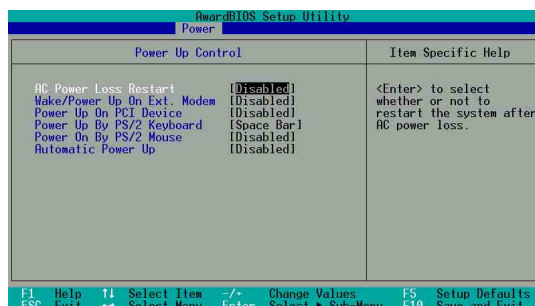 AwardBIOS Setup Utility
Power
Power Up Control
Item Specific Help
AC Power Loss Restart [Disabled]
Wake/Power Up On Ext. Modem [Disabled]
Power Up On PCI Device [Disabled]
Power Up By PS/2 Keyboard [Space Bar]
Power On By PS/2 Mouse [Disabled]
Automatic Power Up [Disabled]
<Enter> to select
whether or not to
restart the system after
AC power loss.
F1 Help ↑↓ Select Item -/+ Change Values F5 Setup Defaults
ESC Exit ↔ Select Menu Enter Select ► Sub-Menu F10 Save and Exit